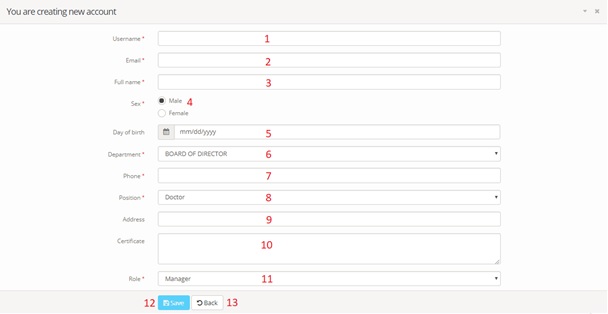 You are creating new account
Username * 1
Email * 2
Full name * 3
Sex * Male 4
Female
Day of birth mm/dd/yyyy 5
Department * BOARD OF DIRECTOR 6
Phone * 7
Position * Doctor 8
Address 9
Certificate 10
Role * Manager 11
12 Save Back 13